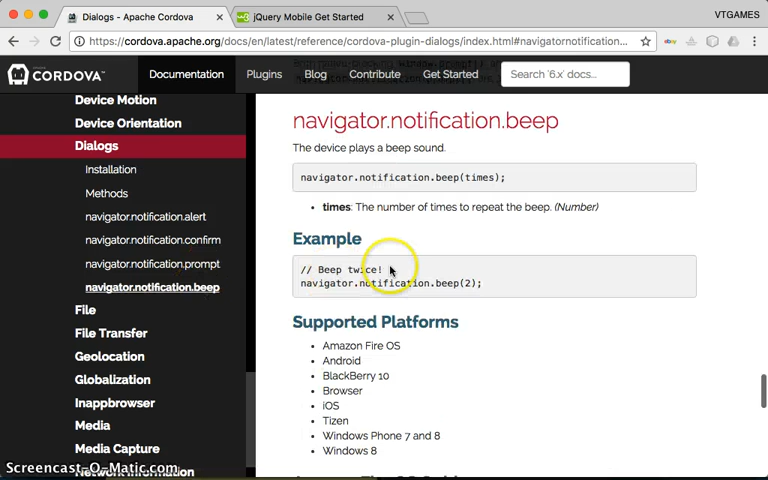 Dialogs - Apache Cordova
jQuery Mobile Get Started
VTGAMES
https://cordova.apache.org/docs/en/latest/reference/cordova-plugin-dialogs/index.html#navigatornotification...
CORDOVA™
Documentation
Plugins
Blog
Contribute
Get Started
Search '6.x' docs...
Device Motion
Device Orientation
Dialogs
Installation
Methods
navigator.notification.alert
navigator.notification.confirm
navigator.notification.prompt
navigator.notification.beep
File
File Transfer
Geolocation
Globalization
Inappbrowser
Media
Media Capture
Network Information
navigator.notification.beep
The device plays a beep sound.
navigator.notification.beep(times);
times: The number of times to repeat the beep. (Number)
Example
// Beep twice!
navigator.notification.beep(2);
Supported Platforms
Amazon Fire OS
Android
BlackBerry 10
Browser
iOS
Tizen
Windows Phone 7 and 8
Windows 8
Screencast-O-Matic.com